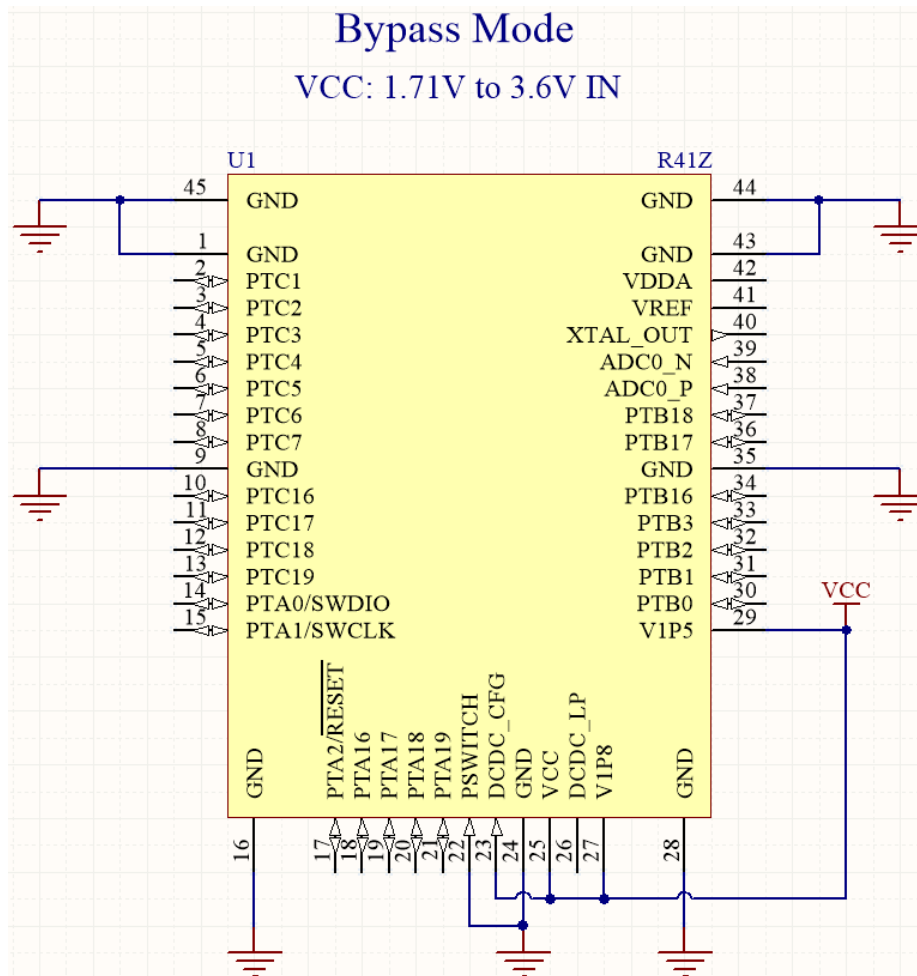 Bypass Mode
VCC: 1.71V to 3.6V IN
U1 R41Z
45 GND GND 44
1 GND GND 43
2 PTC1 VDDA 42
3 PTC2 VREF 41
4 PTC3 XTAL_OUT 40
5 PTC4 ADC0_N 39
6 PTC5 ADC0_P 38
7 PTC6 PTB18 37
8 PTC7 PTB17 36
9 GND GND 35
10 PTC16 PTB16 34
11 PTC17 PTB3 33
12 PTC18 PTB2 32
13 PTC19 PTB1 31
14 PTA0/SWDIO PTB0 30
VCC
15 PTA1/SWCLK V1P5 29
GND
PTA2/RESET
PTA16
PTA17
PTA18
PTA19
PSWITCH
DCDC_CFG
GND
VCC
DCDC_LP
V1P8
GND
16
17
18
19
20
21
22
23
24
25
26
27
28